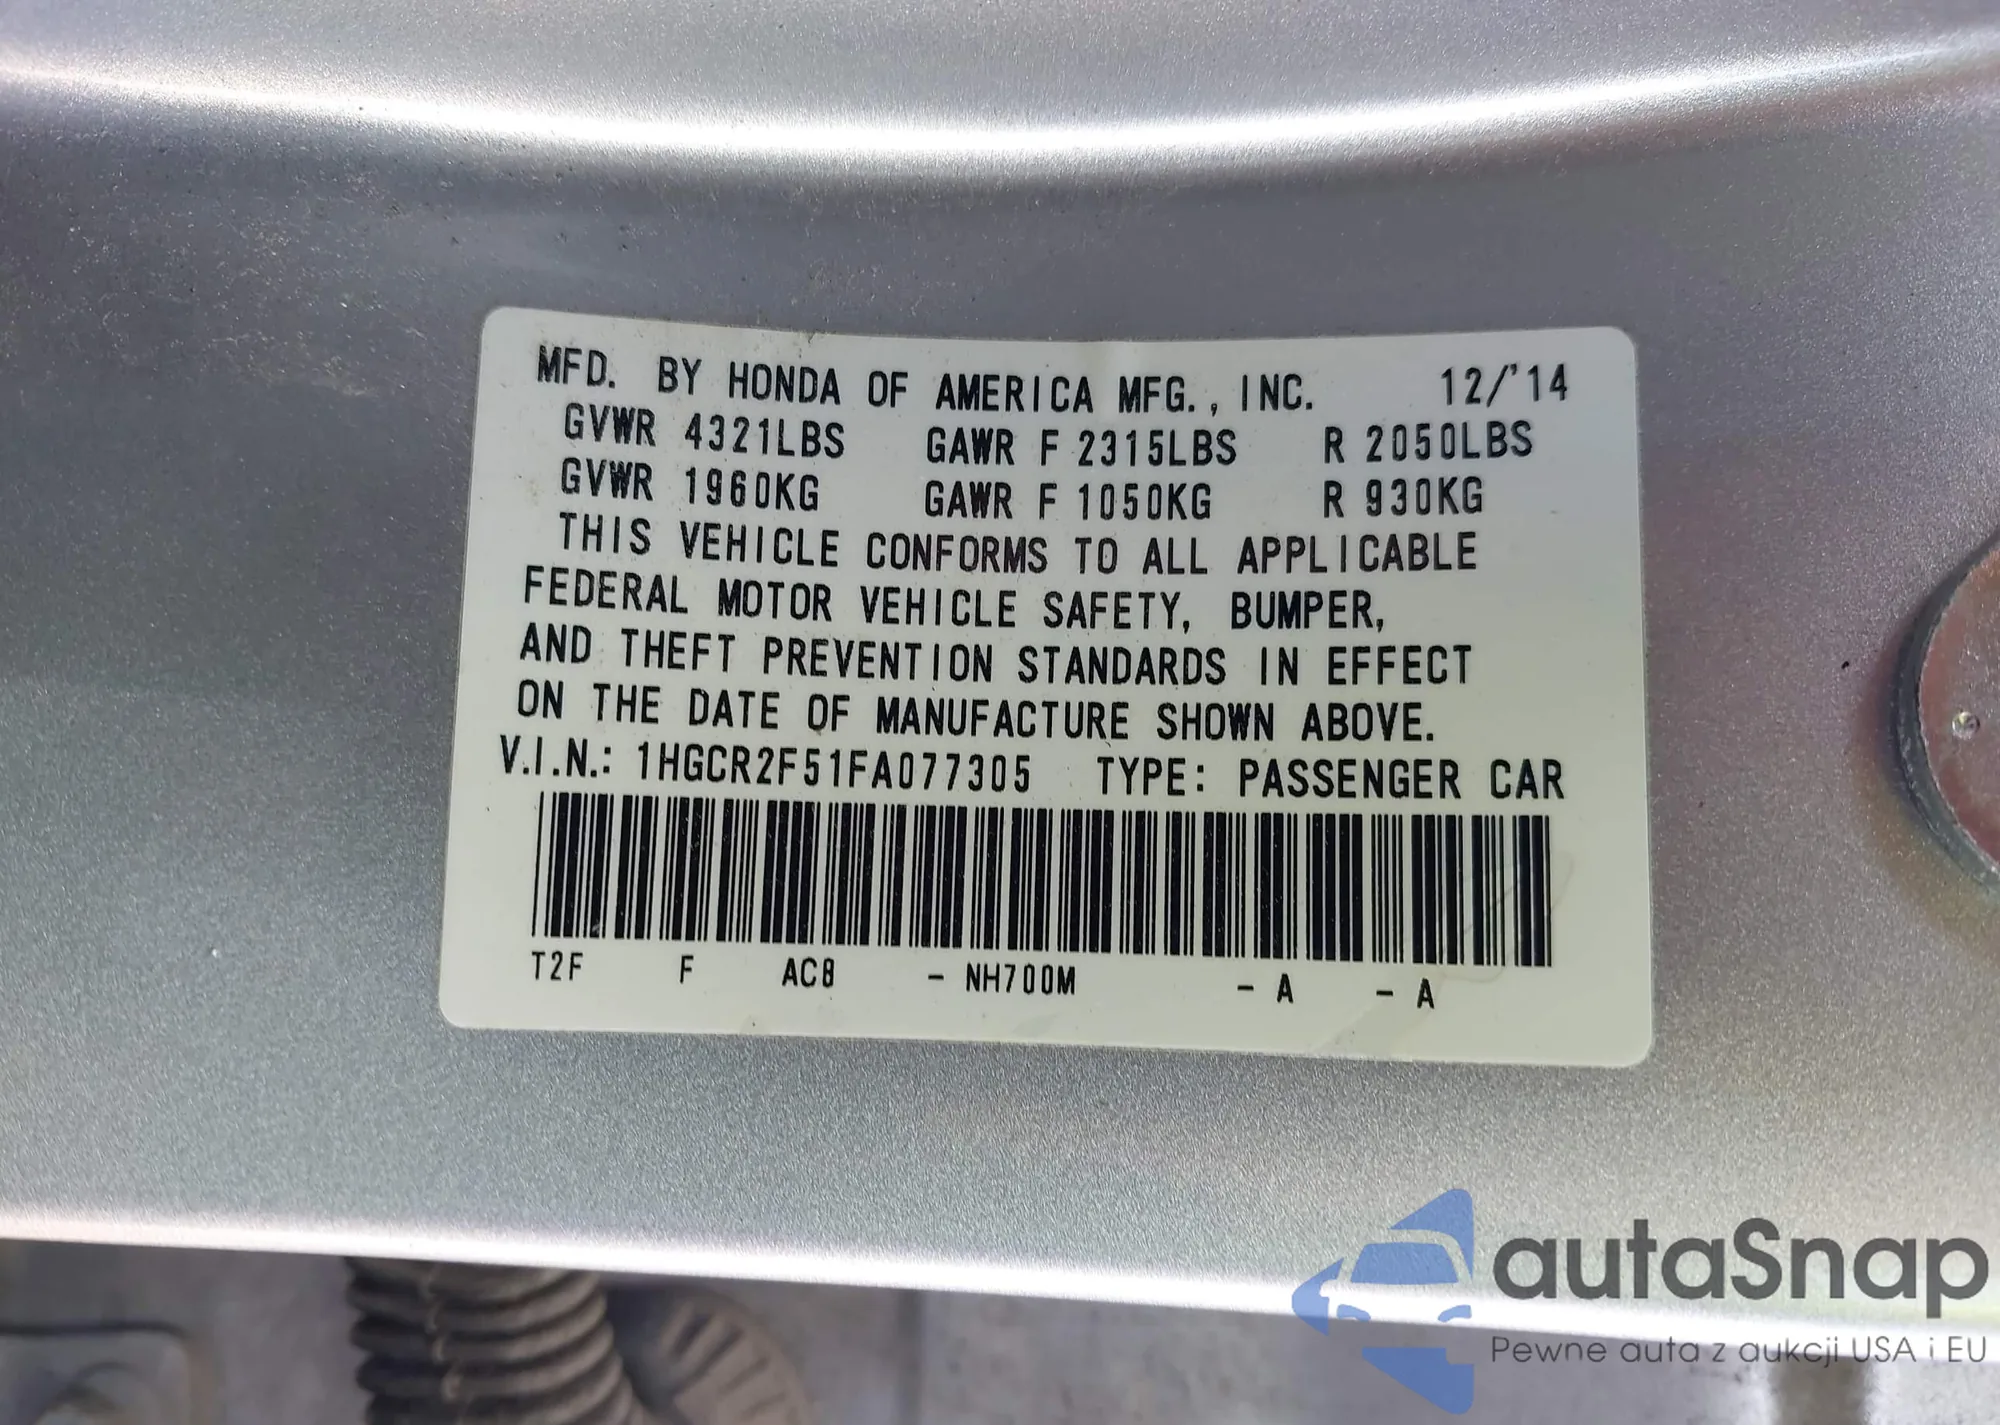 MFD. BY HONDA OF AMERICA MFG., INC. 12/'14
GVWR 4321LBS GAWR F 2315LBS R 2050LBS
GVWR 1960KG GAWR F 1050KG R 930KG
THIS VEHICLE CONFORMS TO ALL APPLICABLE
FEDERAL MOTOR VEHICLE SAFETY, BUMPER,
AND THEFT PREVENTION STANDARDS IN EFFECT
ON THE DATE OF MANUFACTURE SHOWN ABOVE.
V.I.N.: 1HGCR2F51FA077305 TYPE: PASSENGER CAR
T2F F AC8 - NH700M - A - A
autaSnap
Pewne auta z aukcji USA i EU